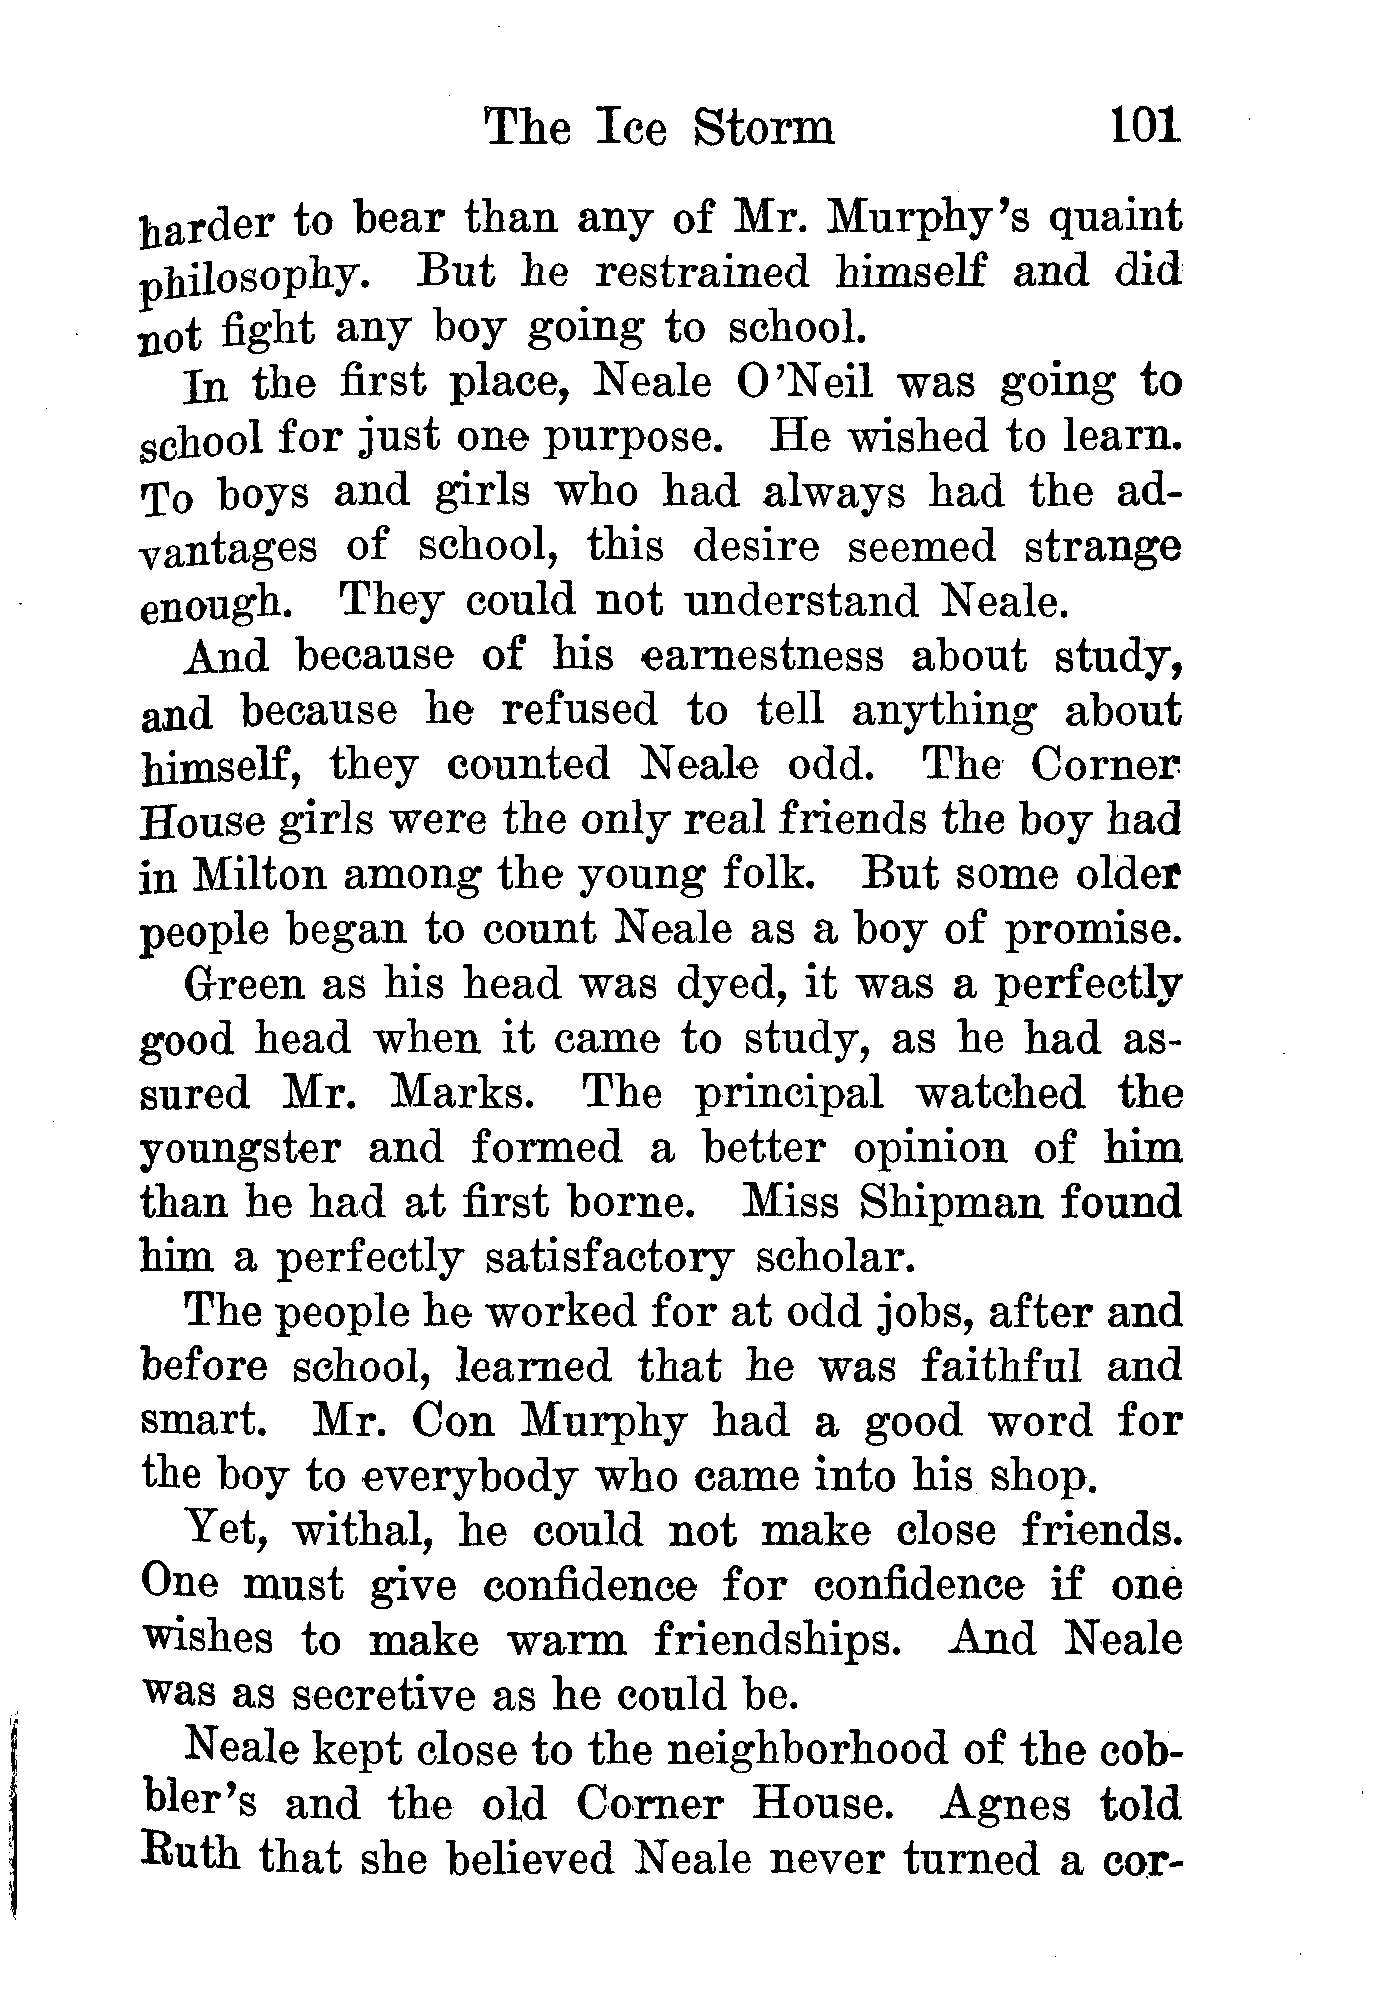 The Ice Storm 101
harder to bear than any of Mr. Murphy's quaint
philosophy. But he restrained himself and did
not fight any boy going to school.
In the first place, Neale O'Neil was going to
school for just one purpose. He wished to learn.
To boys and girls who had always had the ad-
vantages of school, this desire seemed strange
enough. They could not understand Neale.
And because of his earnestness about study,
and because he refused to tell anything about
himself, they counted Neale odd. The Corner
House girls were the only real friends the boy had
in Milton among the young folk. But some older
people began to count Neale as a boy of promise.
Green as his head was dyed, it was a perfectly
good head when it came to study, as he had as-
sured Mr. Marks. The principal watched the
youngster and formed a better opinion of him
than he had at first borne. Miss Shipman found
him a perfectly satisfactory scholar.
The people he worked for at odd jobs, after and
before school, learned that he was faithful and
smart. Mr. Con Murphy had a good word for
the boy to everybody who came into his shop.
Yet, withal, he could not make close friends.
One must give confidence for confidence if one
wishes to make warm friendships. And Neale
was as secretive as he could be.
Neale kept close to the neighborhood of the cob-
bler's and the old Corner House. Agnes told
Ruth that she believed Neale never turned a cor-